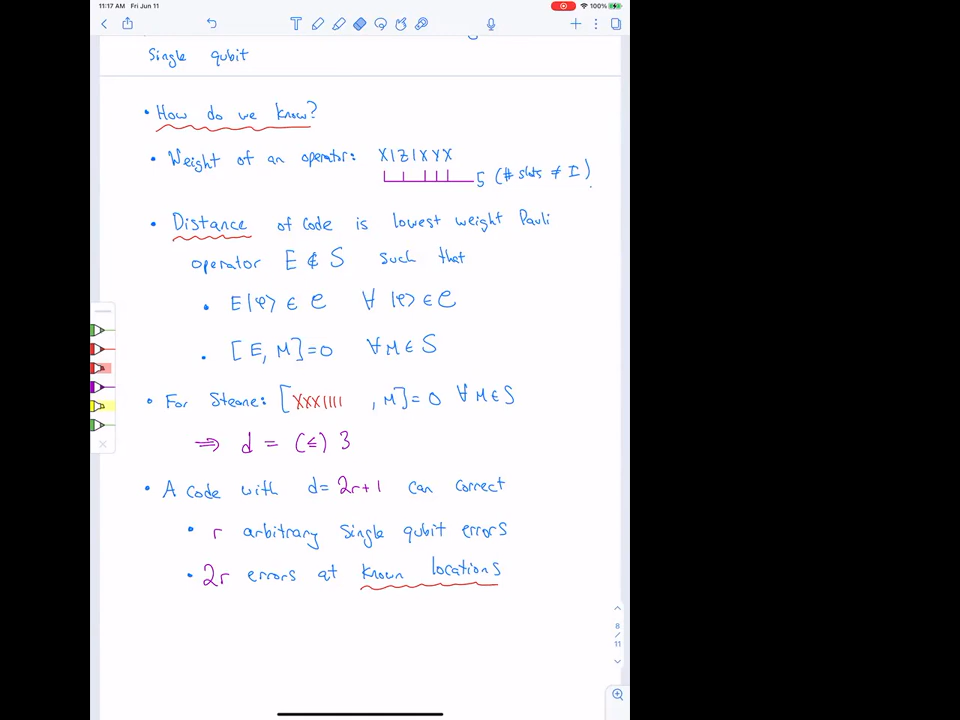 11:17 AM Fri Jun 11
100%
Single qubit
• How do we know?
• Weight of an operator: XIZIXYX
5 (# slots ≠ I)
• Distance of code is lowest weight Pauli
operator E ∉ S such that
• E|φ> ∈ C ∀ |φ> ∈ C
• [E, M] = 0 ∀ M ∈ S
• For Steane: [XXXIIII , M] = 0 ∀ M ∈ S
⇒ d = (≤) 3
• A code with d = 2r+1 can correct
• r arbitrary single qubit errors
• 2r errors at known locations
8
/
11